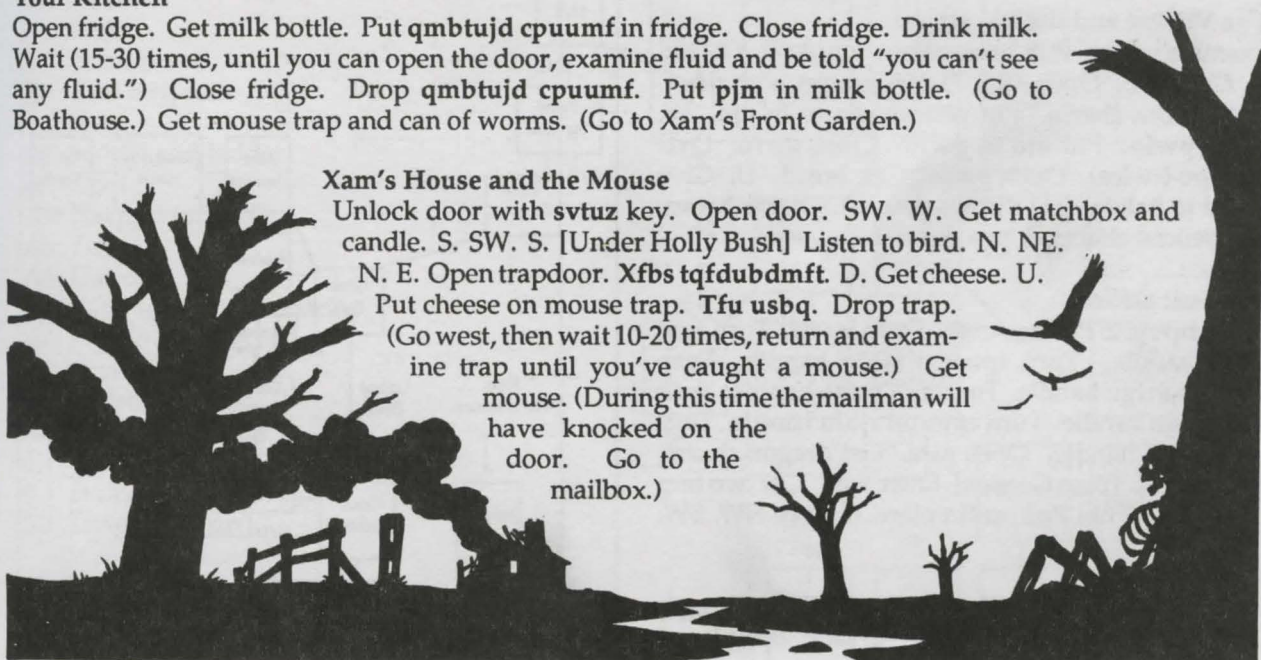 Your Kitchen
Open fridge. Get milk bottle. Put qmbtujd cpuumf in fridge. Close fridge. Drink milk.
Wait (15-30 times, until you can open the door, examine fluid and be told "you can't see
any fluid.") Close fridge. Drop qmbtujd cpuumf. Put pjm in milk bottle. (Go to
Boathouse.) Get mouse trap and can of worms. (Go to Xam's Front Garden.)
Xam's House and the Mouse
Unlock door with svtuz key. Open door. SW. W. Get matchbox and
candle. S. SW. S. [Under Holly Bush] Listen to bird. N. NE.
N. E. Open trapdoor. Xfbs tqfdubdmft. D. Get cheese. U.
Put cheese on mouse trap. Tfu usbq. Drop trap.
(Go west, then wait 10-20 times, return and exam-
ine trap until you've caught a mouse.) Get
mouse. (During this time the mailman will
have knocked on the
door. Go to the
mailbox.)